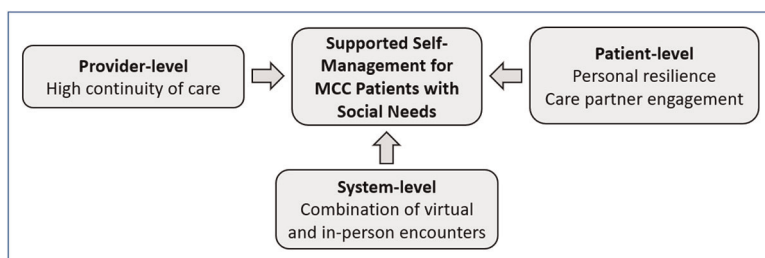 Provider-level
High continuity of care
Supported Self-
Management for
MCC Patients with
Social Needs
Patient-level
Personal resilience
Care partner engagement
System-level
Combination of virtual
and in-person encounters